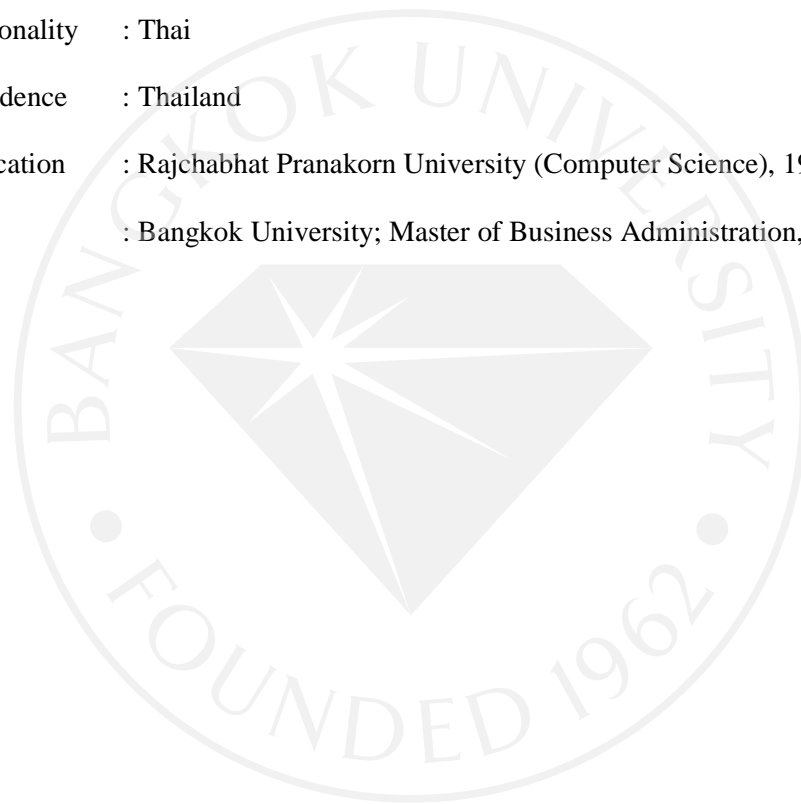 onality : Thai
dence : Thailand
cation : Rajchabhat Pranakorn University (Computer Science), 19
: Bangkok University; Master of Business Administration,
BANGKOK UNIVERSITY
• FOUNDED 1962 •